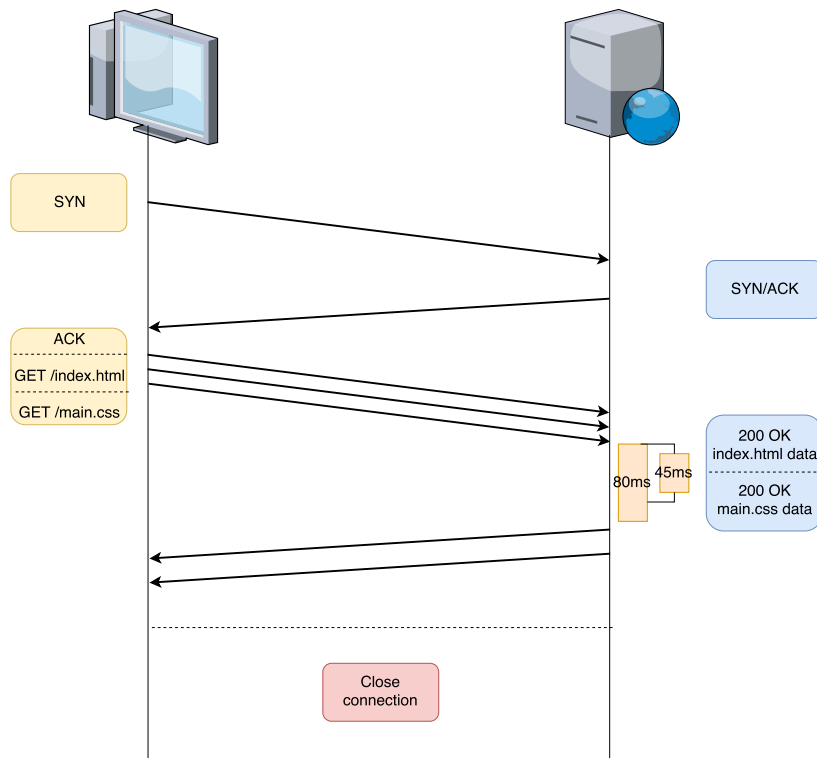 SYN
SYN/ACK
ACK
GET /index.html
GET /main.css
200 OK
index.html data
200 OK
main.css data
80ms
45ms
Close
connection